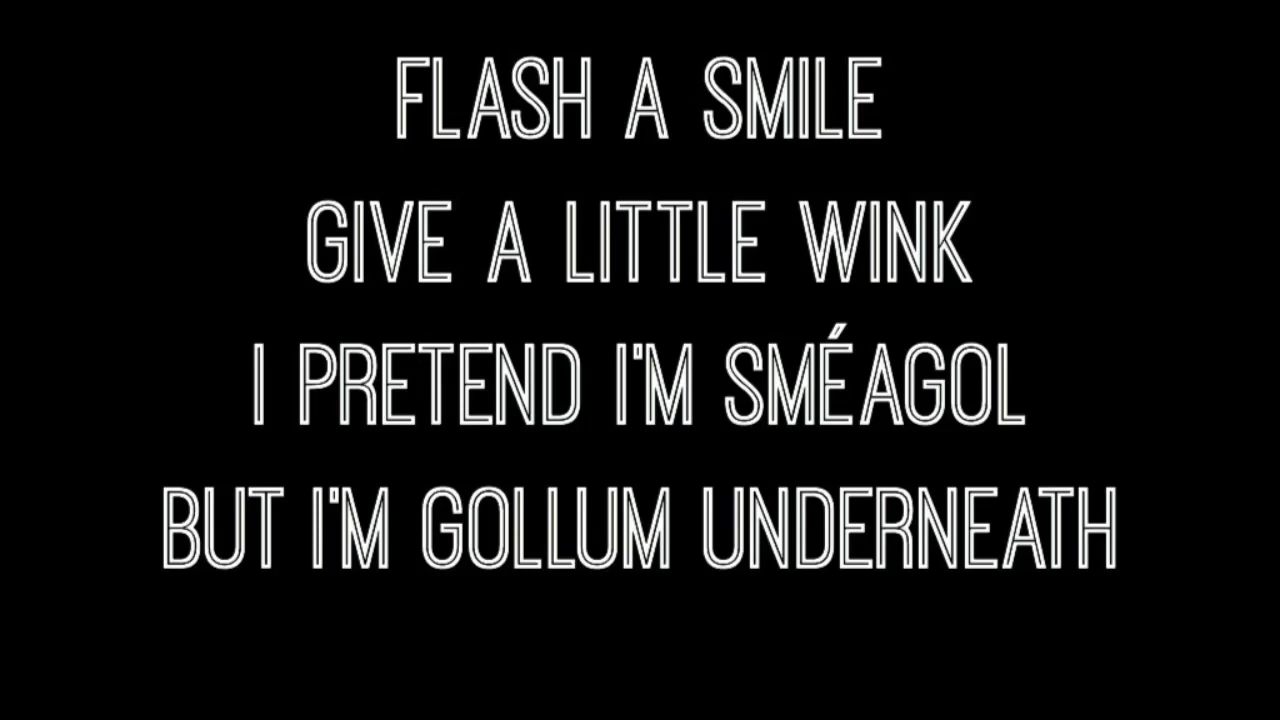 FLASH A SMILE
GIVE A LITTLE WINK
I PRETEND I'M SMÉAGOL
BUT I'M GOLLUM UNDERNEATH